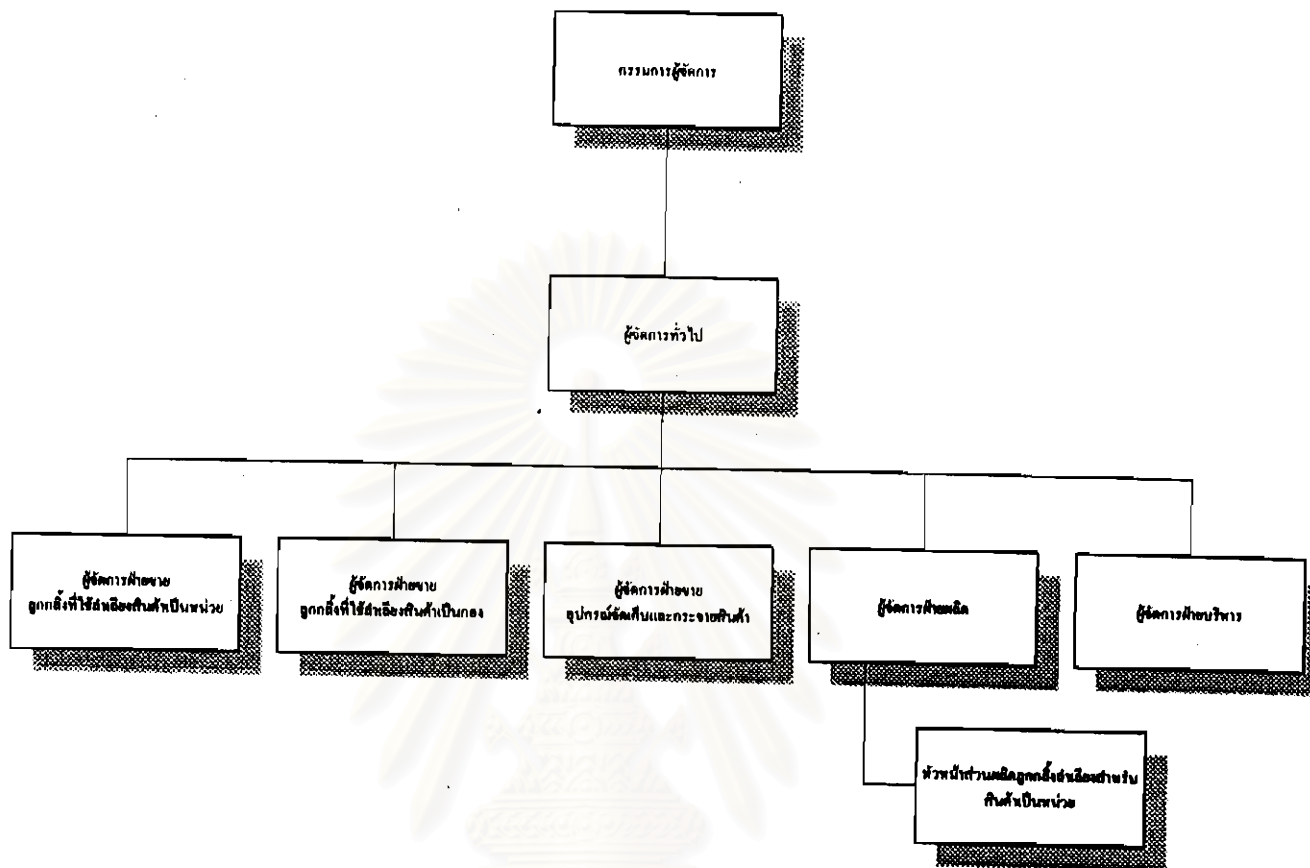 กรรมการผู้จัดการ
ผู้จัดการทั่วไป
ผู้จัดการฝ่ายขาย
ลูกกลิ้งที่ใช้ลำเลียงสินค้าเป็นหน่วย
ผู้จัดการฝ่ายขาย
ลูกกลิ้งที่ใช้ลำเลียงสินค้าเป็นกอง
ผู้จัดการฝ่ายขาย
อุปกรณ์จัดเก็บและกระจายสินค้า
ผู้จัดการฝ่ายผลิต
ผู้จัดการฝ่ายบริหาร
หัวหน้าส่วนผลิตลูกกลิ้งลำเลียงสำหรับ
สินค้าเป็นหน่วย